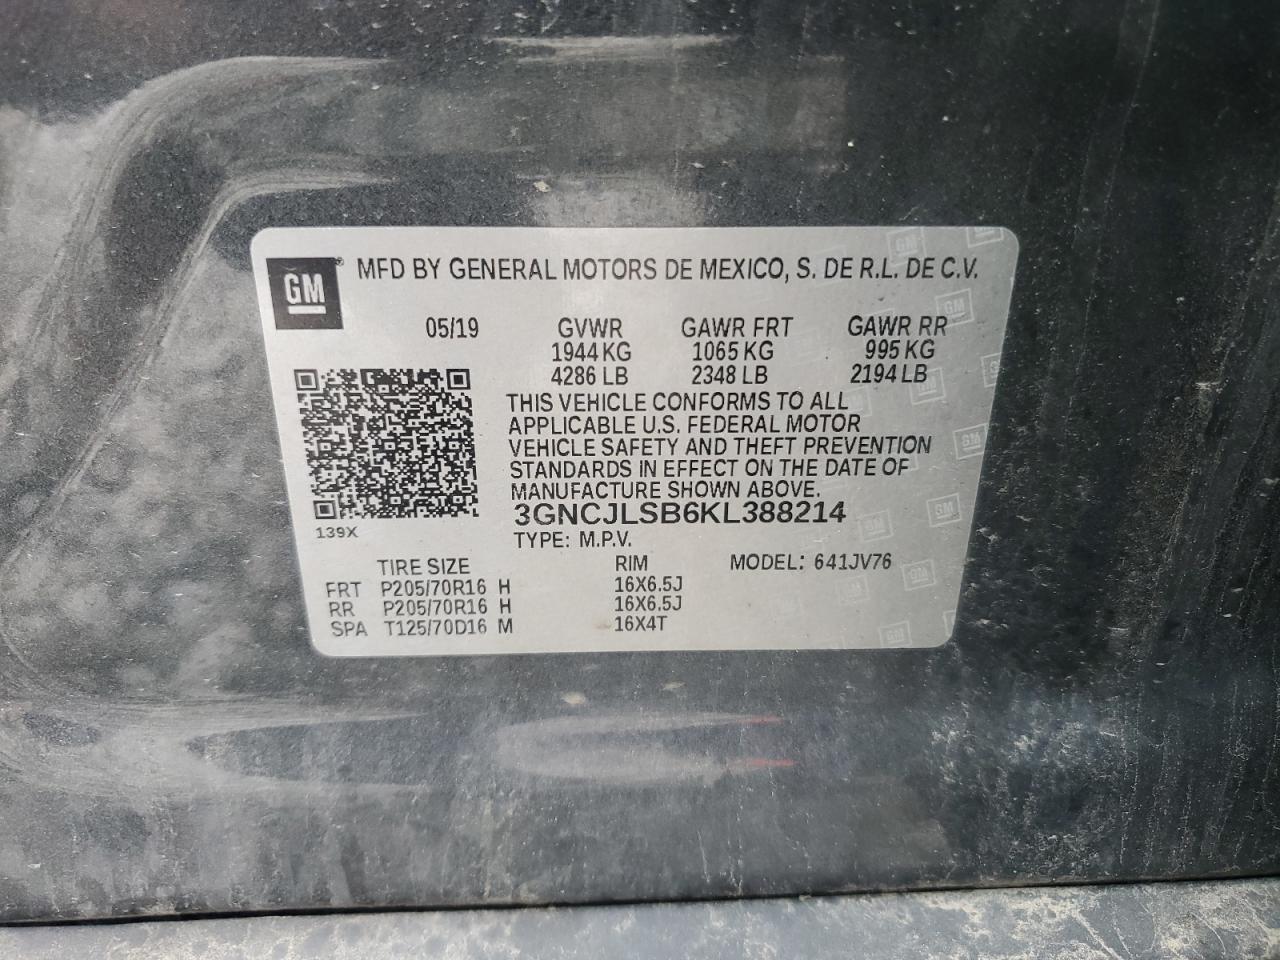 GM
MFD BY GENERAL MOTORS DE MEXICO, S. DE R.L. DE C.V.
05/19 GVWR GAWR FRT GAWR RR
1944 KG 1065 KG 995 KG
4286 LB 2348 LB 2194 LB
THIS VEHICLE CONFORMS TO ALL
APPLICABLE U.S. FEDERAL MOTOR
VEHICLE SAFETY AND THEFT PREVENTION
STANDARDS IN EFFECT ON THE DATE OF
MANUFACTURE SHOWN ABOVE.
3GNCJLSB6KL388214
139X
TYPE: M.P.V.
TIRE SIZE RIM MODEL: 641JV76
FRT P205/70R16 H 16X6.5J
RR P205/70R16 H 16X6.5J
SPA T125/70D16 M 16X4T